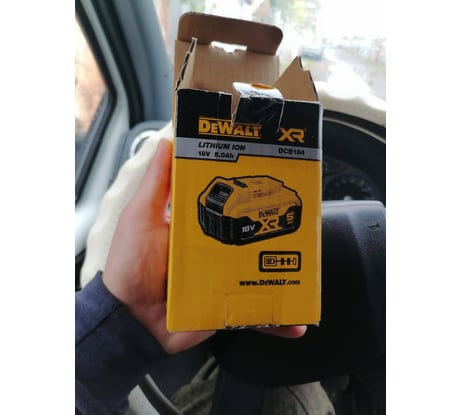 DEWALT XR
LITHIUM ION
18V 5.0Ah DCB184
DEWALT
18V XR 5
www.DEWALT.com